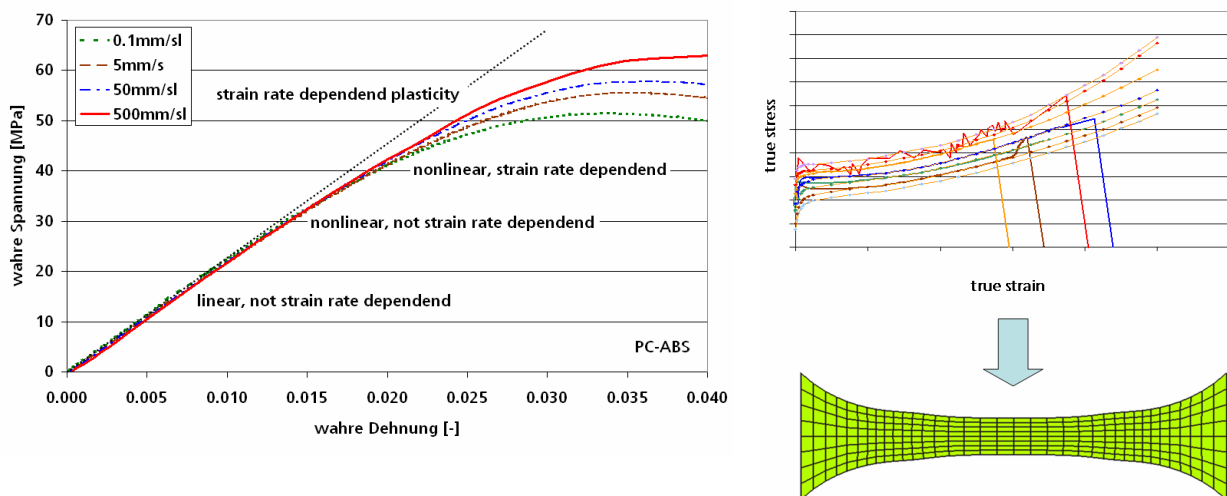 70
60
50
40
30
20
10
0
wahre Spannung [MPa]
0.1mm/sl
5mm/s
50mm/sl
500mm/sl
strain rate dependend plasticity
nonlinear, strain rate dependend
nonlinear, not strain rate dependend
linear, not strain rate dependend
PC-ABS
0.000
0.005
0.010
0.015
0.020
0.025
0.030
0.035
0.040
wahre Dehnung [-]
true stress
true strain